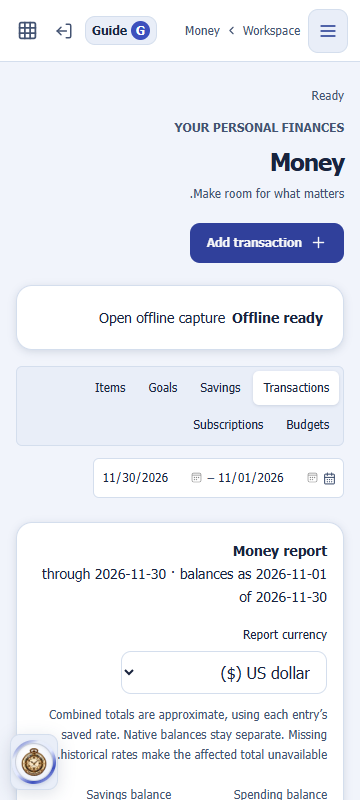 Workspace < Money Guide G
Ready
YOUR PERSONAL FINANCES
Money
.Make room for what matters
Add transaction
Offline ready Open offline capture
Transactions Savings Goals Items
Budgets Subscriptions
11/01/2026 – 11/30/2026
Money report
through 2026-11-30 · balances as 2026-11-01
of 2026-11-30
Report currency
($) US dollar
Combined totals are approximate, using each entry’s
saved rate. Native balances stay separate. Missing
.historical rates make the affected total unavailable
Spending balance Savings balance